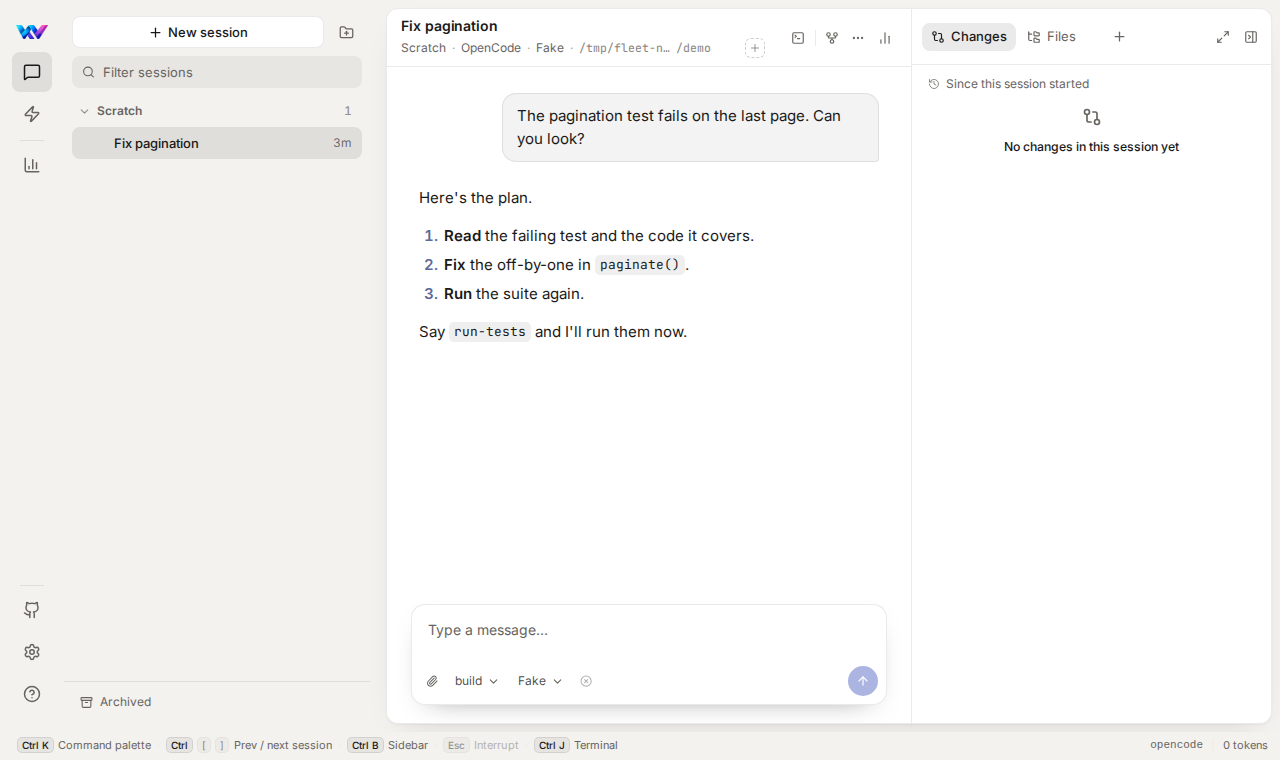 New session
Filter sessions
Scratch 1
Fix pagination 3m
Archived
Fix pagination
Scratch · OpenCode · Fake · /tmp/fleet-n… /demo
The pagination test fails on the last page. Can
you look?
Here's the plan.
1. Read the failing test and the code it covers.
2. Fix the off-by-one in paginate().
3. Run the suite again.
Say run-tests and I'll run them now.
Type a message...
build Fake
Changes Files
Since this session started
No changes in this session yet
Ctrl K Command palette Ctrl [ ] Prev / next session Ctrl B Sidebar Esc Interrupt Ctrl J Terminal opencode 0 tokens